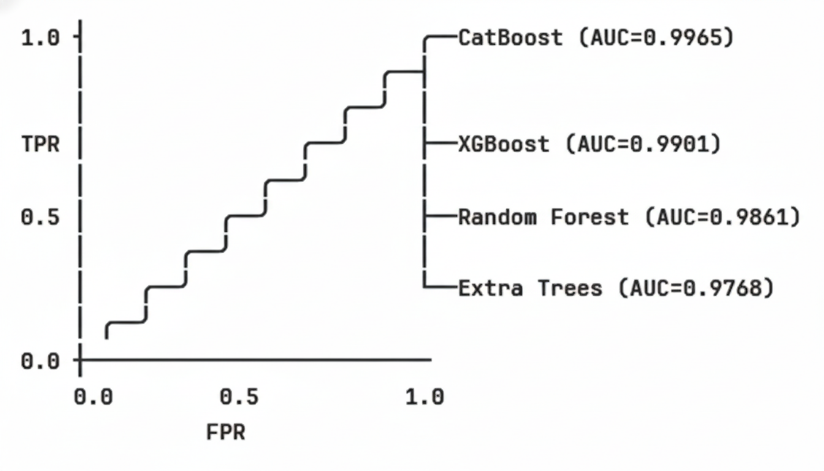 1.0 CatBoost (AUC=0.9965)
TPR XGBoost (AUC=0.9901)
0.5 Random Forest (AUC=0.9861)
Extra Trees (AUC=0.9768)
0.0
0.0 0.5 1.0
FPR